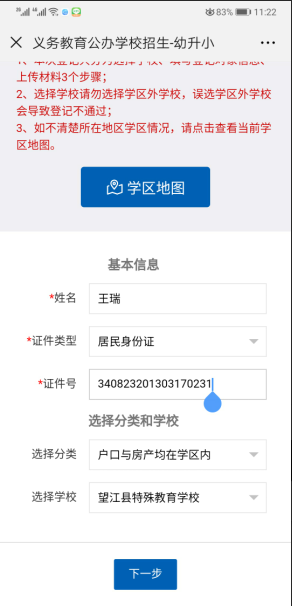 83% 11:22
义务教育公办学校招生-幼升小
上传材料3个步骤；
2、选择学校请勿选择学区外学校，误选学区外学校
会导致登记不通过；
3、如不清楚所在地区学区情况，请点击查看当前学
区地图。
学区地图
基本信息
*姓名 王瑞
*证件类型 居民身份证
*证件号 340823201303170231
选择分类和学校
选择分类 户口与房产均在学区内
选择学校 望江县特殊教育学校
下一步